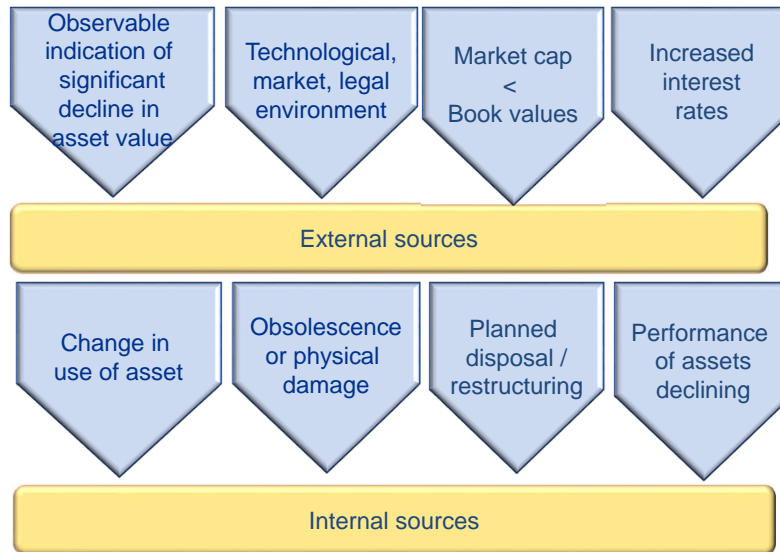 Observable
indication of
significant
decline in
asset value
Technological,
market, legal
environment
Market cap
<
Book values
Increased
interest
rates
External sources
Change in
use of asset
Obsolescence
or physical
damage
Planned
disposal /
restructuring
Performance
of assets
declining
Internal sources